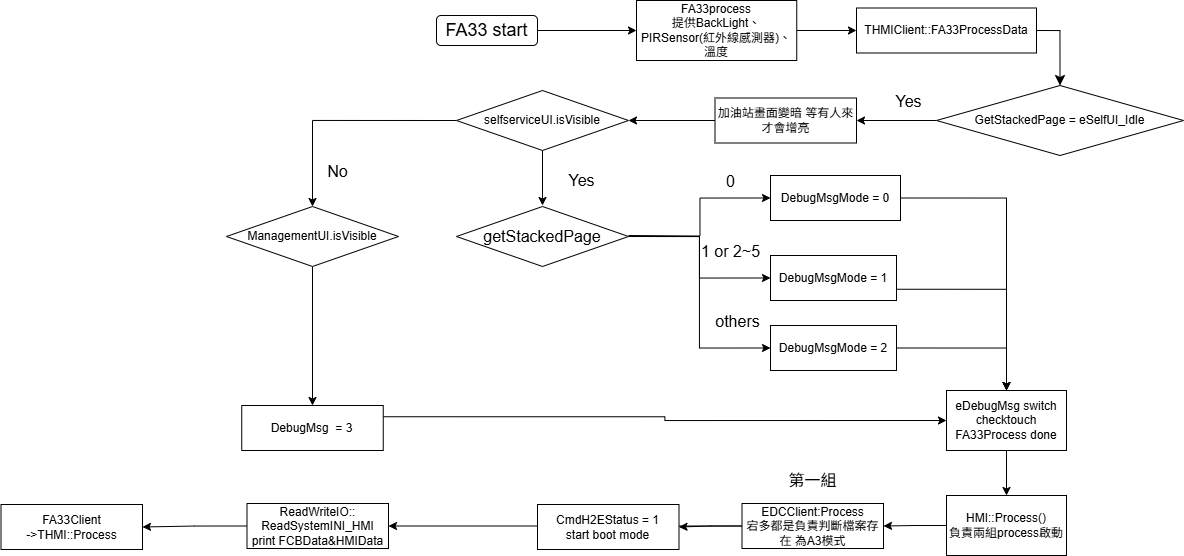 FA33 start
FA33process
提供BackLight、
PIRSensor(紅外線感測器)、
溫度
THMIClient::FA33ProcessData
GetStackedPage = eSelfUI_Idle
Yes
加油站畫面變暗 等有人來
才會增亮
selfserviceUI.isVisible
No
Yes
ManagementUI.isVisible
getStackedPage
0
DebugMsgMode = 0
1 or 2~5
DebugMsgMode = 1
others
DebugMsgMode = 2
DebugMsg = 3
eDebugMsg switch
checktouch
FA33Process done
HMI::Process()
負責兩組process啟動
第一組
EDCClient:Process
宕多都是負責判斷檔案存
在 為A3模式
CmdH2EStatus = 1
start boot mode
ReadWriteIO::
ReadSystemINI_HMI
print FCBData&HMIData
FA33Client
->THMI::Process